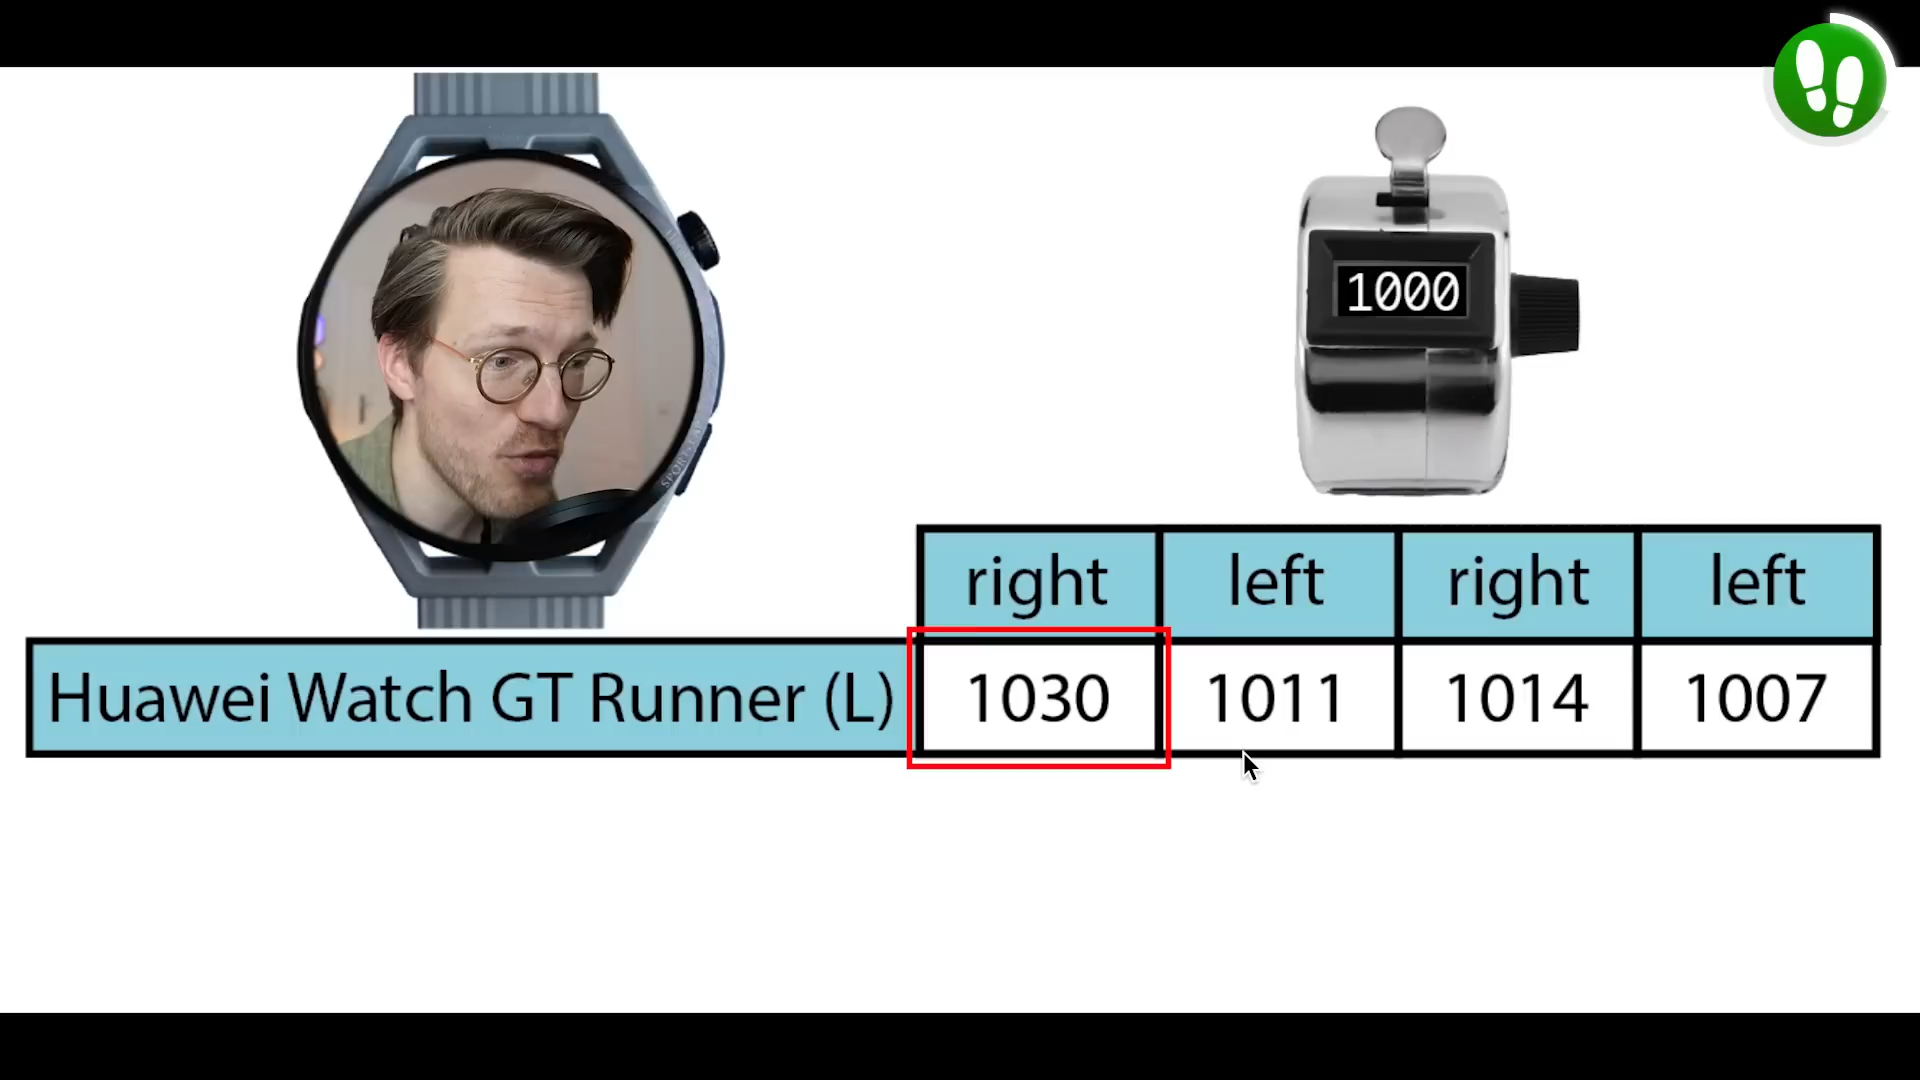 1000
right left right left
Huawei Watch GT Runner (L) 1030 1011 1014 1007